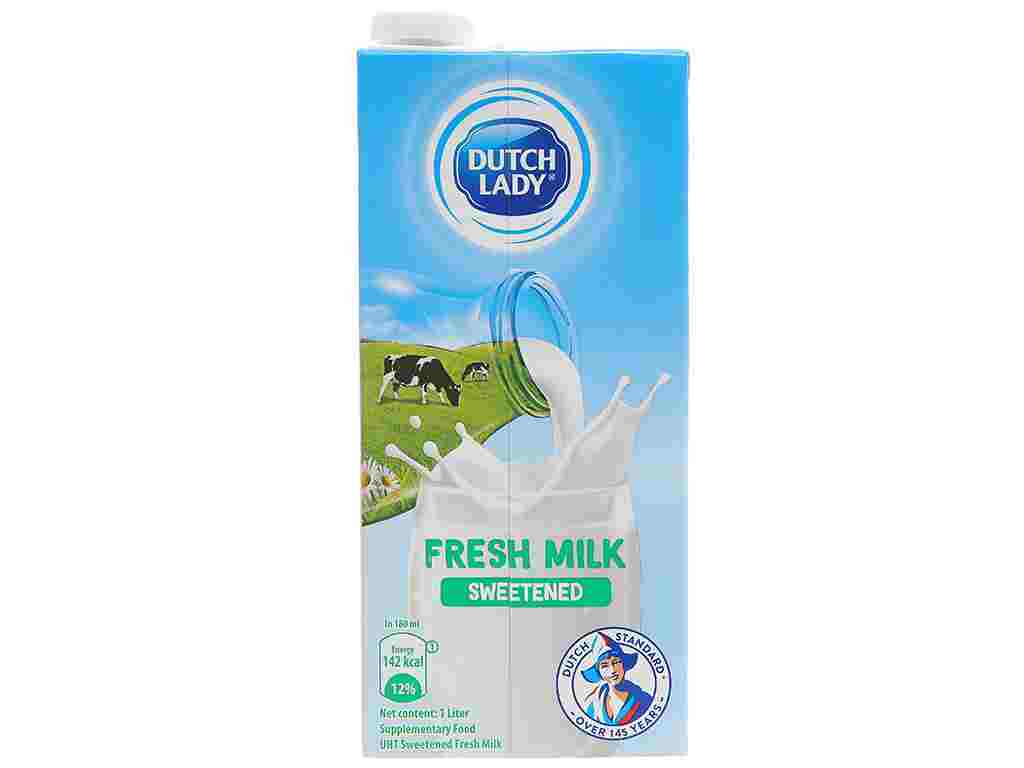 DUTCH
LADY®
FRESH MILK
SWEETENED
In 180 ml
Energy
142 kcal
1
12%
Net content: 1 Liter
Supplementary Food
UHT Sweetened Fresh Milk
DUTCH STANDARD
- OVER 145 YEARS -